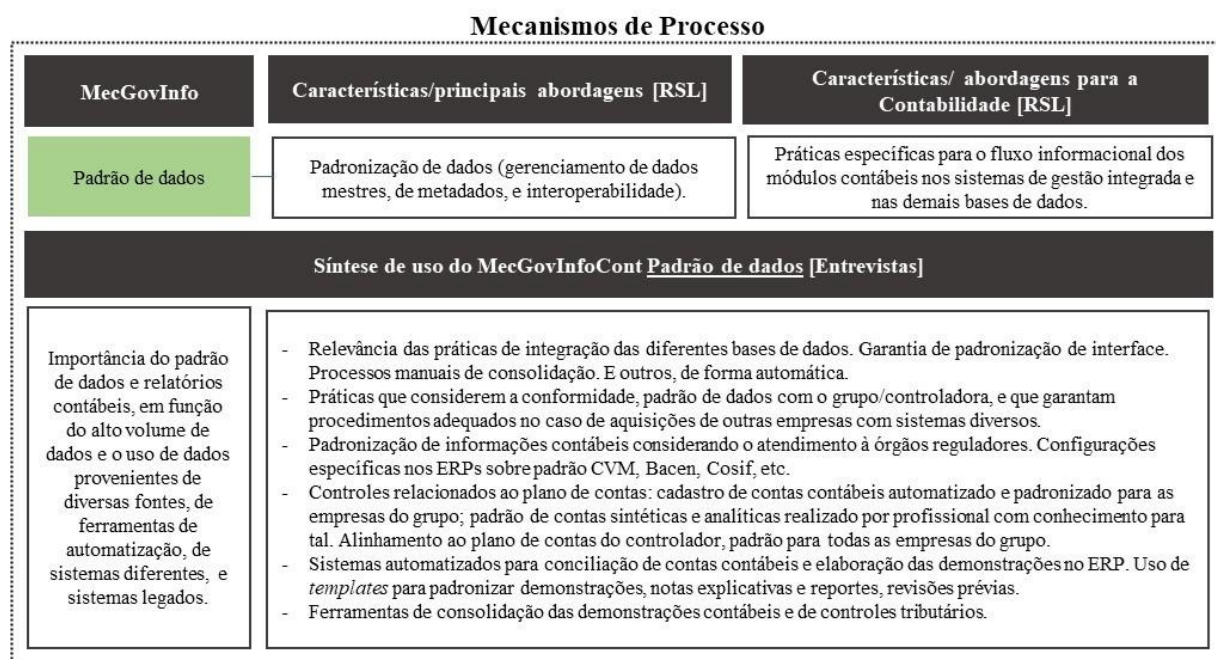 Mecanismos de Processo
MecGovInfo
Características/principais abordagens [RSL]
Características/ abordagens para a
Contabilidade [RSL]
Padrão de dados
Padronização de dados (gerenciamento de dados
mestres, de metadados, e interoperabilidade).
Práticas específicas para o fluxo informacional dos
módulos contábeis nos sistemas de gestão integrada e
nas demais bases de dados.
Síntese de uso do MecGovInfoCont Padrão de dados [Entrevistas]
Importância do padrão
de dados e relatórios
contábeis, em função
do alto volume de
dados e o uso de dados
provenientes de
diversas fontes, de
ferramentas de
automatização, de
sistemas diferentes, e
sistemas legados.
- Relevância das práticas de integração das diferentes bases de dados. Garantia de padronização de interface.
Processos manuais de consolidação. E outros, de forma automática.
- Práticas que considerem a conformidade, padrão de dados com o grupo/controladora, e que garantam
procedimentos adequados no caso de aquisições de outras empresas com sistemas diversos.
- Padronização de informações contábeis considerando o atendimento à órgãos reguladores. Configurações
específicas nos ERPs sobre padrão CVM, Bacen, Cosif, etc.
- Controles relacionados ao plano de contas: cadastro de contas contábeis automatizado e padronizado para as
empresas do grupo; padrão de contas sintéticas e analíticas realizado por profissional com conhecimento para
tal. Alinhamento ao plano de contas do controlador, padrão para todas as empresas do grupo.
- Sistemas automatizados para conciliação de contas contábeis e elaboração das demonstrações no ERP. Uso de
templates para padronizar demonstrações, notas explicativas e reportes, revisões prévias.
- Ferramentas de consolidação das demonstrações contábeis e de controles tributários.